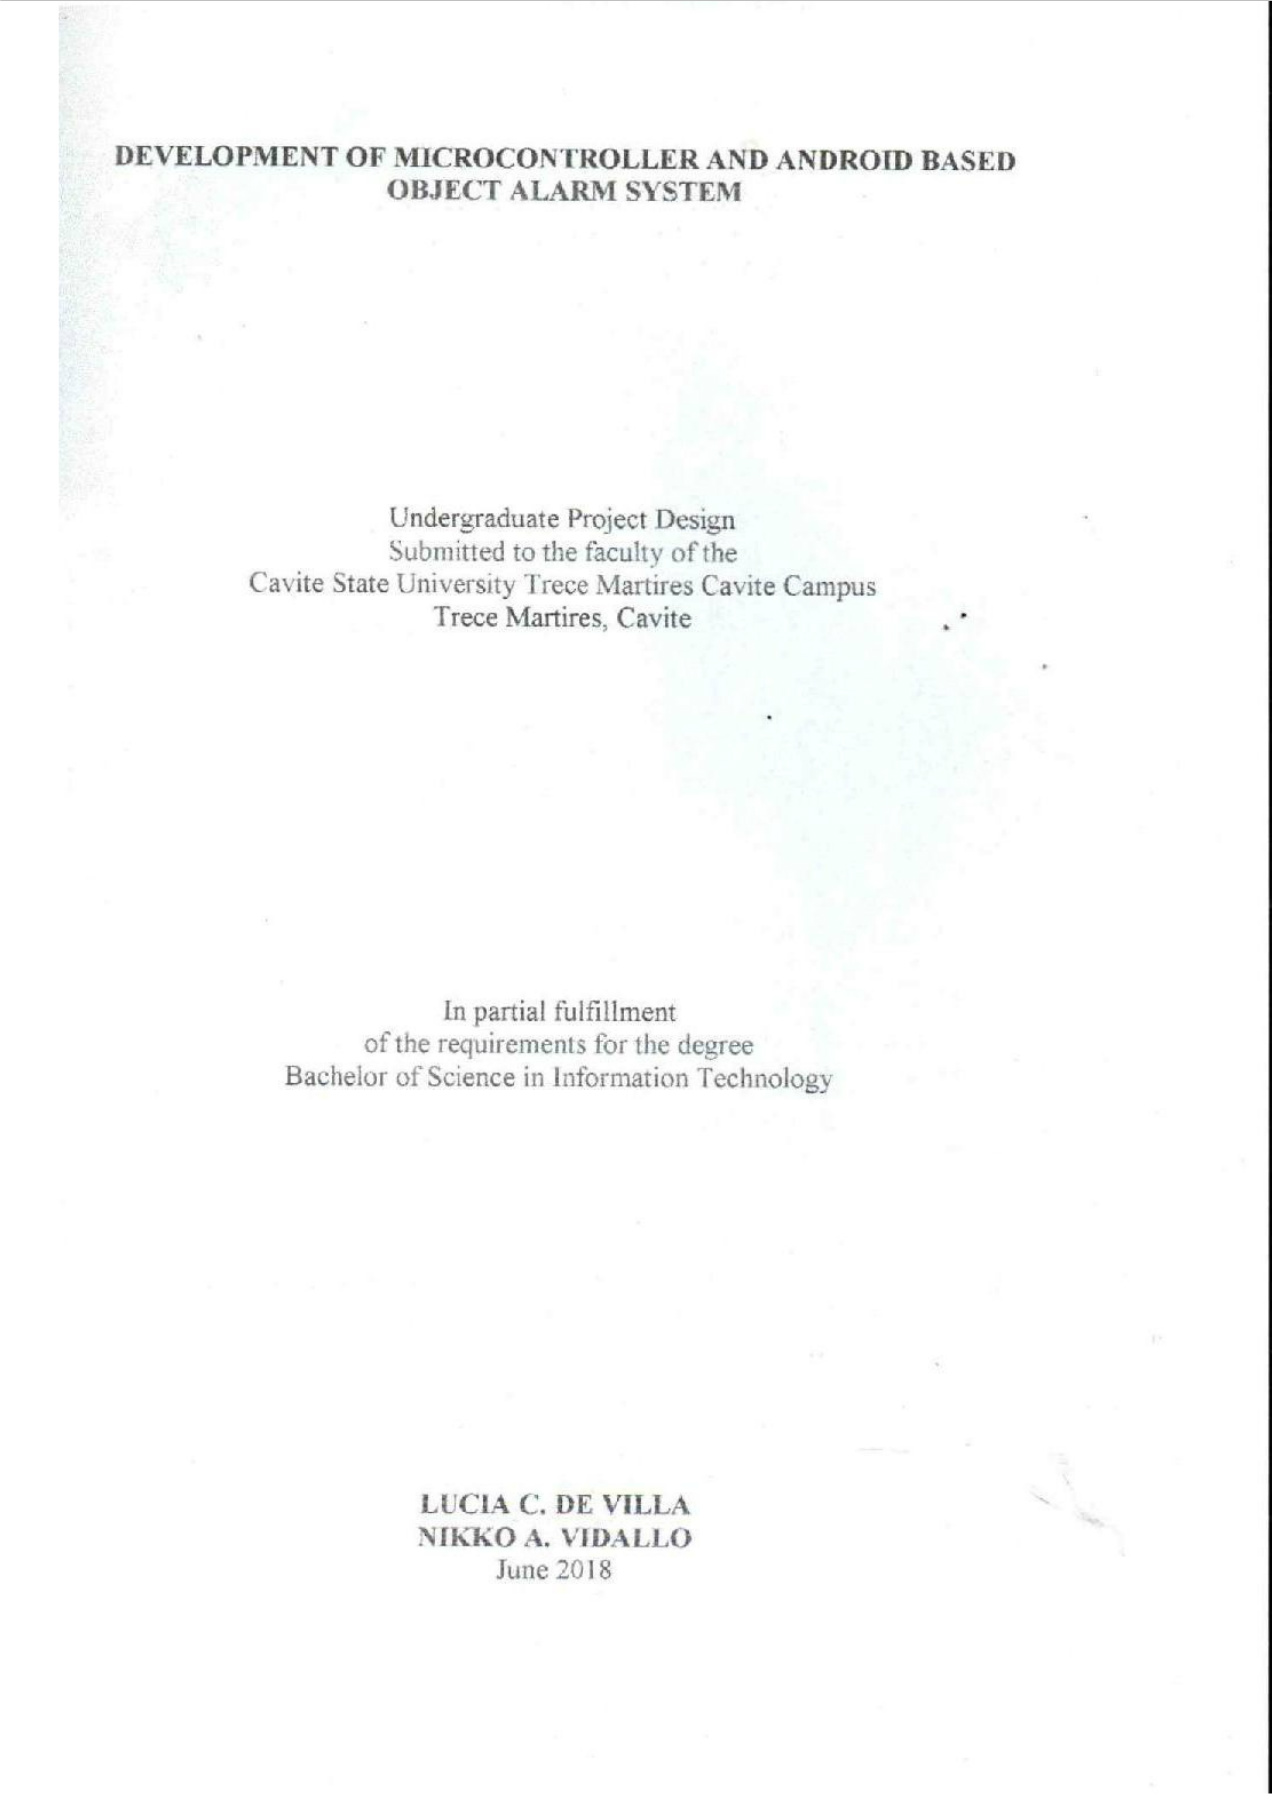 DEVELOPMENT OF MICROCONTROLLER AND ANDROID BASED
OBJECT ALARM SYSTEM
Undergraduate Project Design
Submitted to the faculty of the
Cavite State University Trece Martires Cavite Campus
Trece Martires, Cavite
In partial fulfillment
of the requirements for the degree
Bachelor of Science in Information Technology
LUCIA C. DE VILLA
NIKKO A. VIDALLO
June 2018